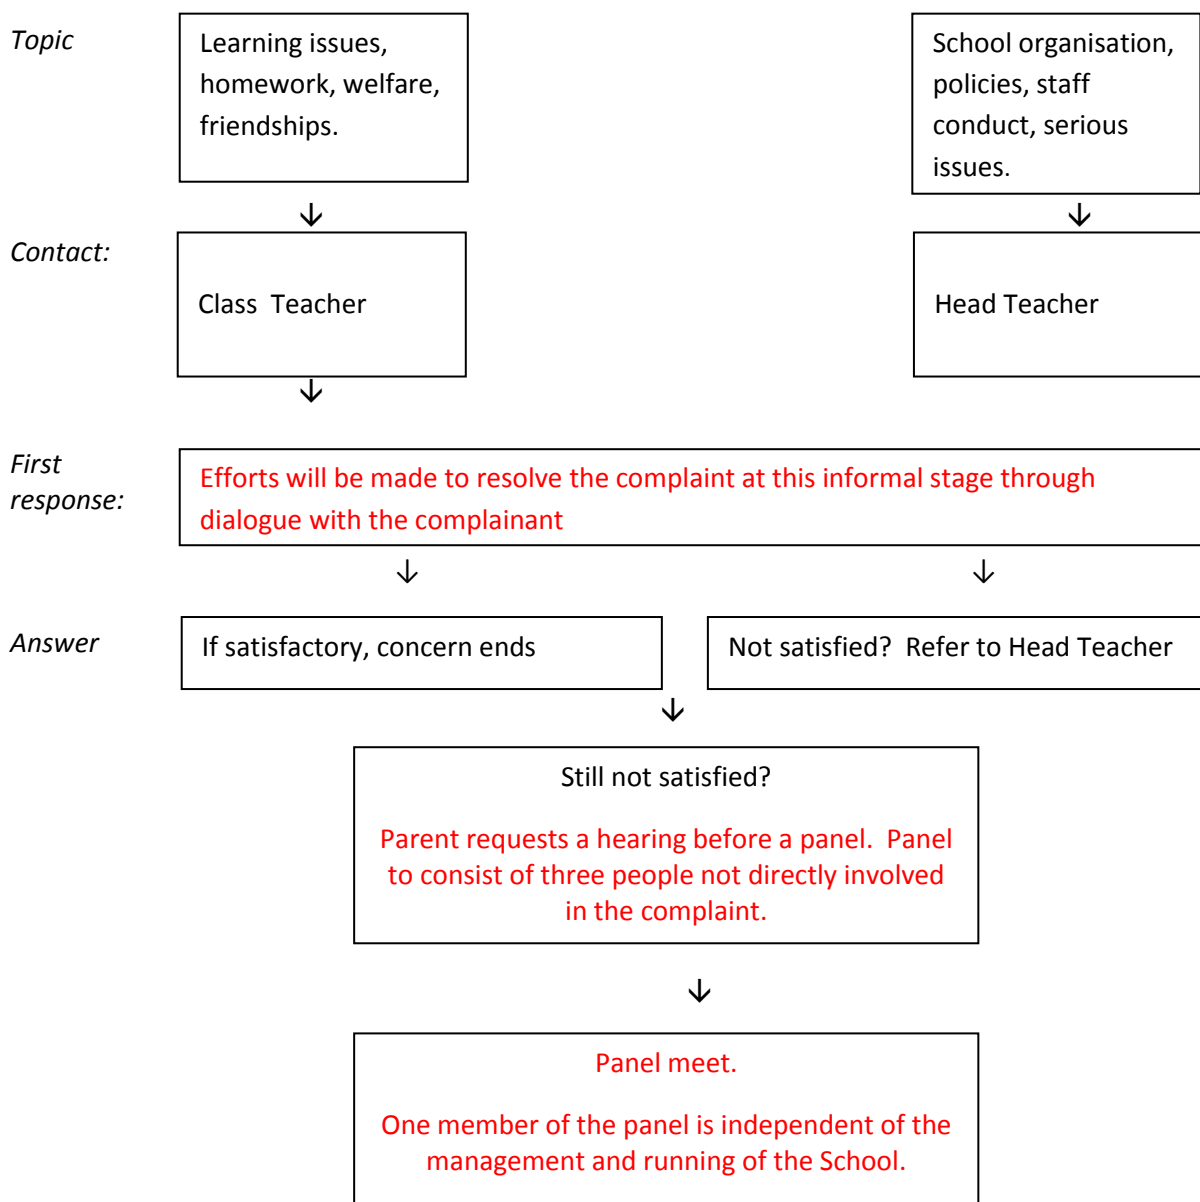 Topic
Learning issues,
homework, welfare,
friendships.
School organisation,
policies, staff
conduct, serious
issues.
↓
↓
Contact:
Class  Teacher
Head Teacher
↓
First
response:
Efforts will be made to resolve the complaint at this informal stage through
dialogue with the complainant
↓
↓
Answer
If satisfactory, concern ends
Not satisfied?  Refer to Head Teacher
↓
Still not satisfied?
Parent requests a hearing before a panel.  Panel
to consist of three people not directly involved
in the complaint.
↓
Panel meet.
One member of the panel is independent of the
management and running of the School.